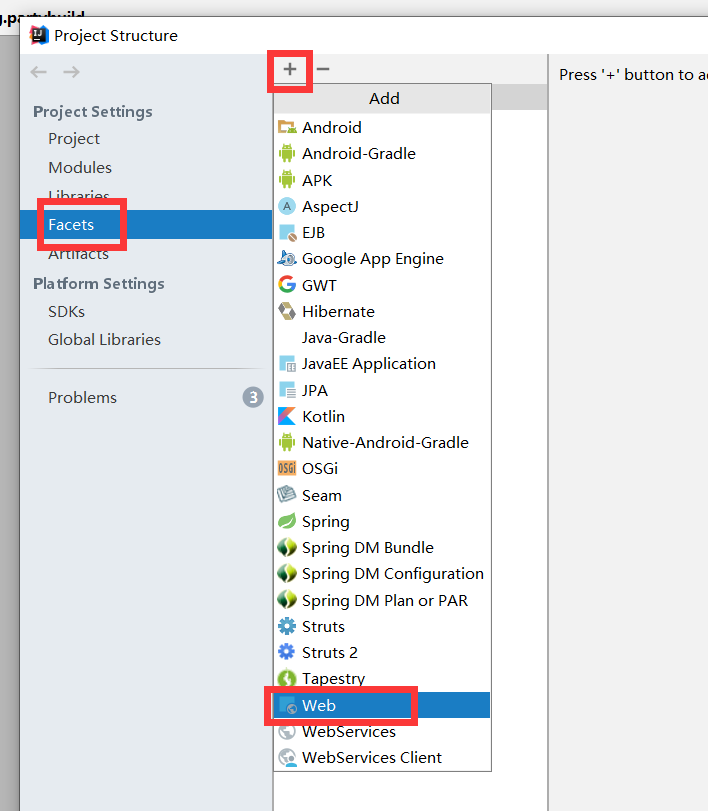 g.partybuild
Project Structure
+ −
Press '+' button to a
Project Settings
Project
Modules
Libraries
Facets
Artifacts
Platform Settings
SDKs
Global Libraries
Problems
3
Add
Android
Android-Gradle
APK
A AspectJ
EJB
Google App Engine
G GWT
Hibernate
Java-Gradle
JavaEE Application
JPA
Kotlin
Native-Android-Gradle
OSGi OSGi
Seam
Spring
Spring DM Bundle
Spring DM Configuration
Spring DM Plan or PAR
Struts
Struts 2
Tapestry
Web
WebServices
WebServices Client